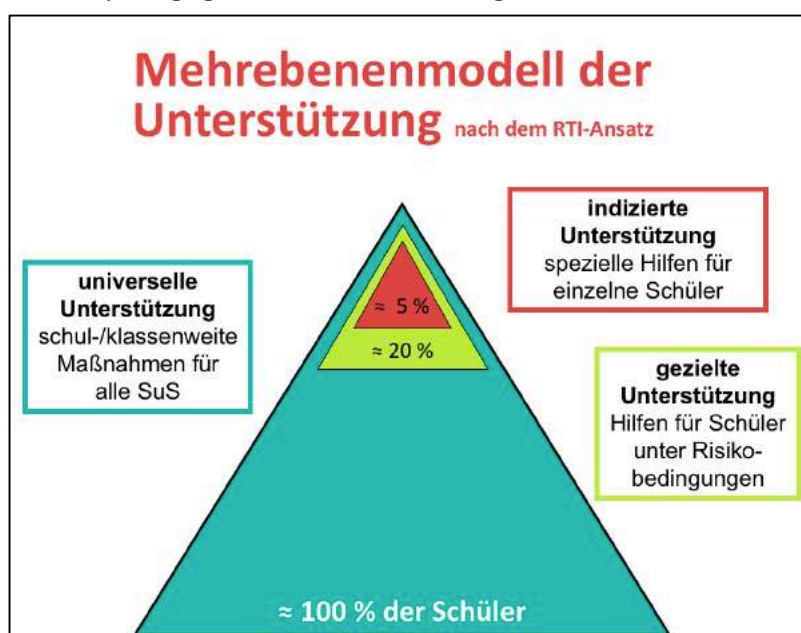 Mehrebenenmodell der
Unterstützung nach dem RTI-Ansatz
universelle
Unterstützung
schul-/klassenweite
Maßnahmen für
alle SuS
indizierte
Unterstützung
spezielle Hilfen für
einzelne Schüler
≈ 5 %
≈ 20 %
gezielte
Unterstützung
Hilfen für Schüler
unter Risiko-
bedingungen
≈ 100 % der Schüler